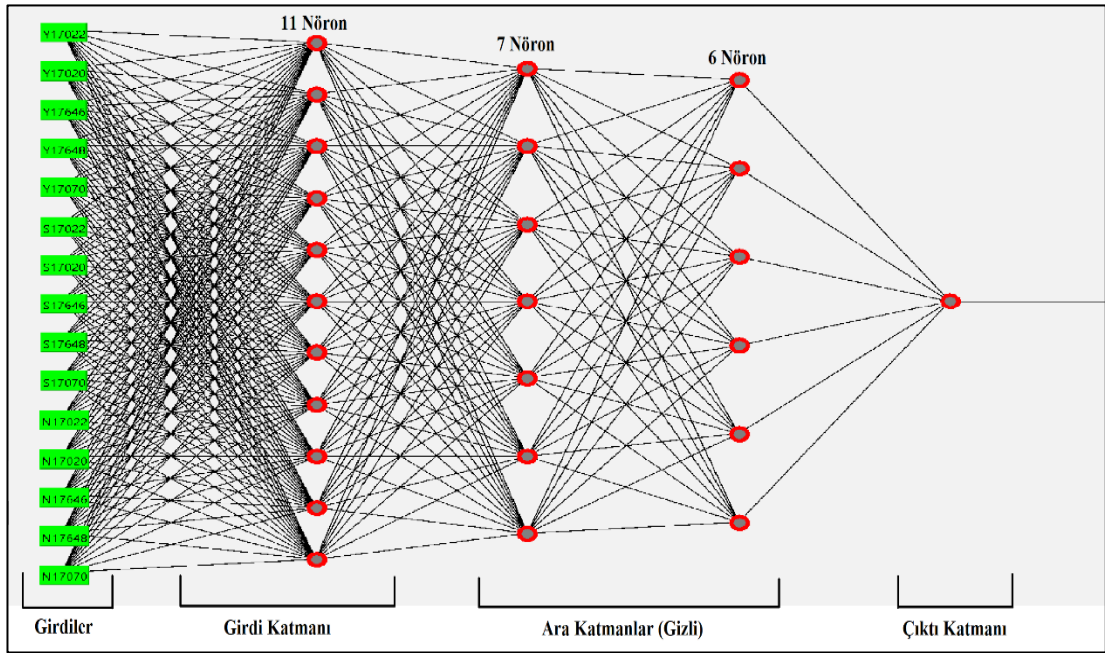 11 Nöron
7 Nöron
6 Nöron
Y17022
Y17020
Y17646
Y17648
Y17070
S17022
S17020
S17646
S17648
S17070
N17022
N17020
N17646
N17648
N17070
Girdiler
Girdi Katmanı
Ara Katmanlar (Gizli)
Çıktı Katmanı